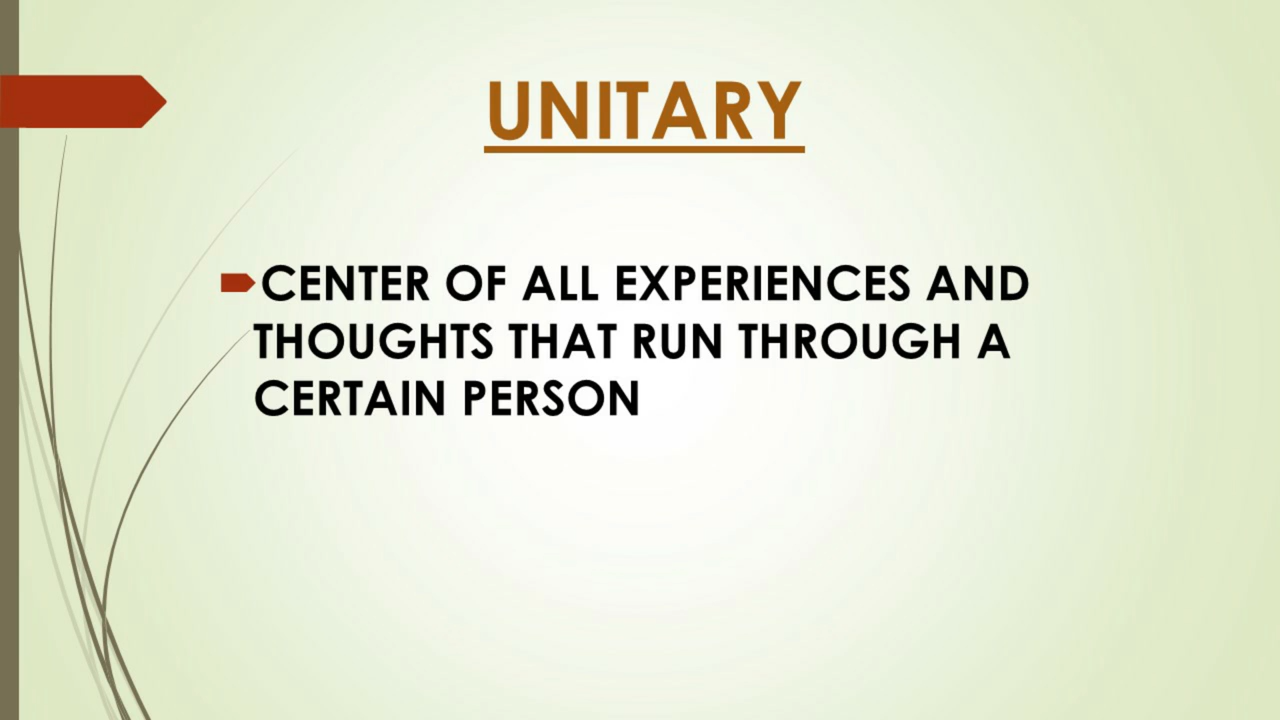 UNITARY
CENTER OF ALL EXPERIENCES AND
THOUGHTS THAT RUN THROUGH A
CERTAIN PERSON